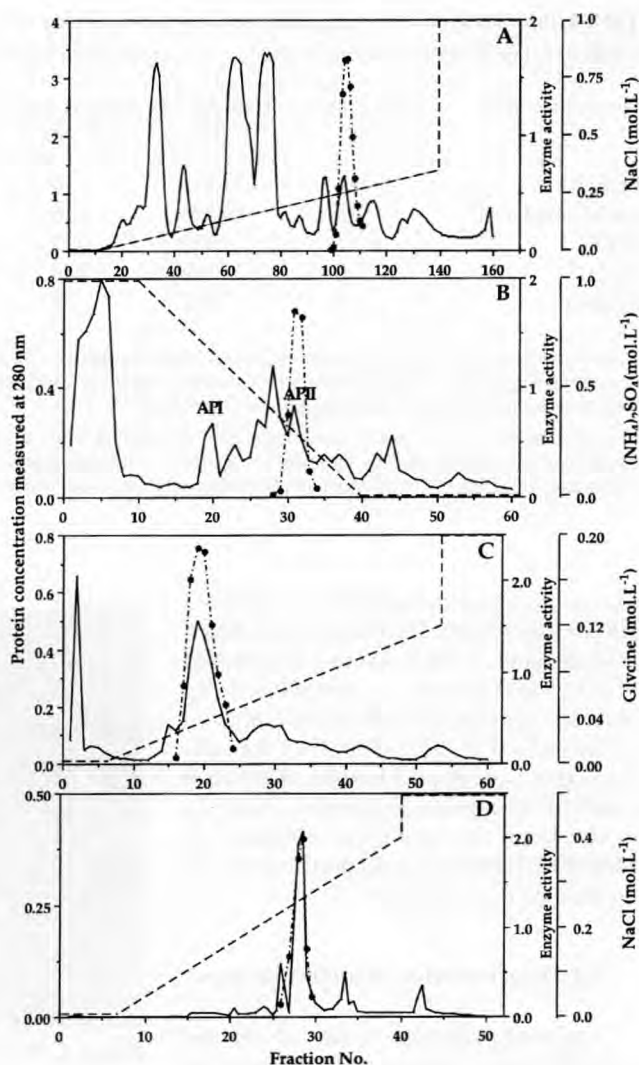 A
4
3
2
1
0
2
1
0
1.0
0.75
0.5
0.25
0.0
0 20 40 60 80 100 120 140 160
Enzyme activity
NaCl (mol.L⁻¹)
B
API
APII
0.8
0.4
0.0
2
1
0
1.0
0.5
0.0
0 10 20 30 40 50 60
Enzyme activity
(NH₄)₂SO₄(mol.L⁻¹)
Protein concentration measured at 280 nm
C
0.8
0.6
0.4
0.2
0.0
2.0
1.0
0.0
0.20
0.12
0.04
0.00
0 10 20 30 40 50 60
Enzyme activity
Glycine (mol.L⁻¹)
D
0.50
0.25
0.00
2.0
1.0
0.0
0.4
0.2
0.0
0 10 20 30 40 50
Enzyme activity
NaCl (mol.L⁻¹)
Fraction No.